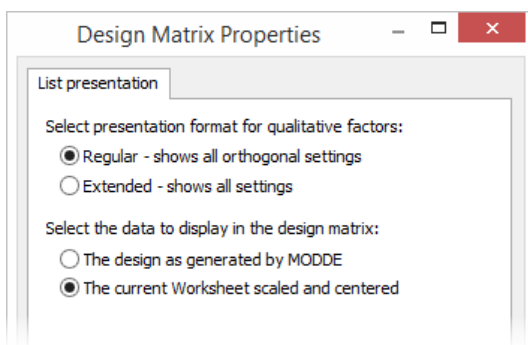 Design Matrix Properties
List presentation
Select presentation format for qualitative factors:
Regular - shows all orthogonal settings
Extended - shows all settings
Select the data to display in the design matrix:
The design as generated by MODDE
The current Worksheet scaled and centered